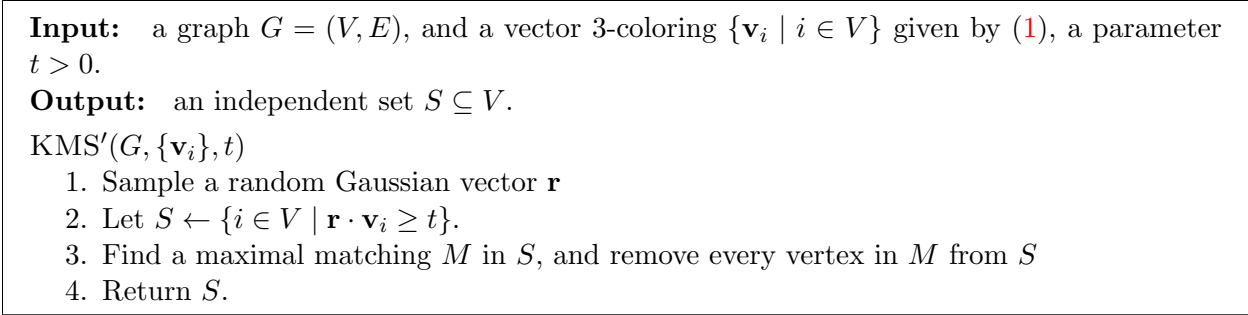 Input: a graph G = (V, E), and a vector 3-coloring {v_i | i ∈ V} given by (1), a parameter
t > 0.
Output: an independent set S ⊆ V.
KMS′(G, {v_i}, t)
1. Sample a random Gaussian vector r
2. Let S ← {i ∈ V | r · v_i ≥ t}.
3. Find a maximal matching M in S, and remove every vertex in M from S
4. Return S.